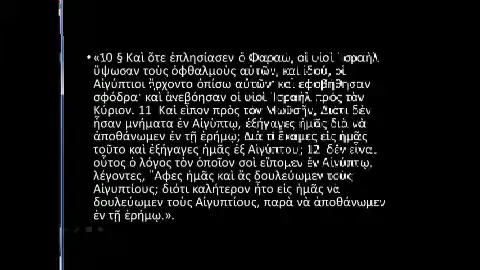 • «10 § Καὶ ὅτε ἐπλησίασεν ὁ Φαραώ, οἱ υἱοὶ Ἰσραὴλ
ὕψωσαν τοὺς ὀφθαλμοὺς αὑτῶν, καὶ ἰδού, οἱ
Αἰγύπτιοι ἤρχοντο ὀπίσω αὐτῶν· καὶ ἐφοβήθησαν
σφόδρα· καὶ ἀνεβόησαν οἱ υἱοὶ Ἰσραὴλ πρὸς τὸν
Κύριον. 11 Καὶ εἶπον πρὸς τὸν Μωϋσῆν, Διότι δὲν
ἦσαν μνήματα ἐν Αἰγύπτῳ, ἐξήγαγες ἡμᾶς διὰ νὰ
ἀποθάνωμεν ἐν τῇ ἐρήμῳ; Διὰ τί ἔκαμες εἰς ἡμᾶς
τοῦτο καὶ ἐξήγαγες ἡμᾶς ἐξ Αἰγύπτου; 12 δὲν εἶναι
οὗτος ὁ λόγος τὸν ὁποῖον σοὶ εἴπομεν ἐν Αἰγύπτῳ,
λέγοντες, Ἄφες ἡμᾶς καὶ ἄς δουλεύωμεν τοὺς
Αἰγυπτίους; διότι καλήτερον ἦτο εἰς ἡμᾶς νὰ
δουλεύωμεν τοὺς Αἰγυπτίους, παρὰ νὰ ἀποθάνωμεν
ἐν τῇ ἐρήμῳ.».